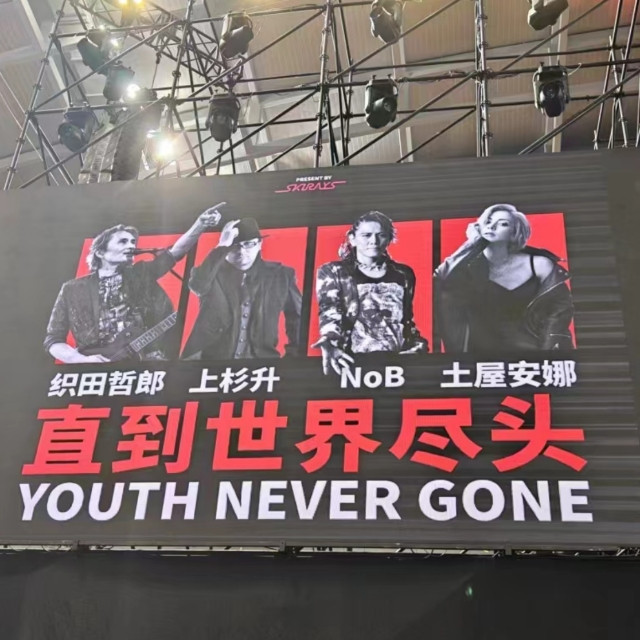 PRESENT BY
SKURAYS
织田哲郎 上杉升 NoB 土屋安娜
直到世界尽头
YOUTH NEVER GONE